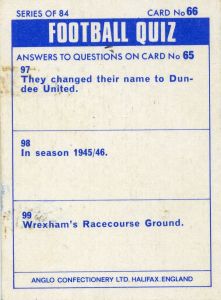 SERIES OF 84 CARD No 66
FOOTBALL QUIZ
ANSWERS TO QUESTIONS ON CARD No 65
97
They changed their name to Dun-
dee United.
98
In season 1945/46.
99
Wrexham's Racecourse Ground.
ANGLO CONFECTIONERY LTD. HALIFAX, ENGLAND